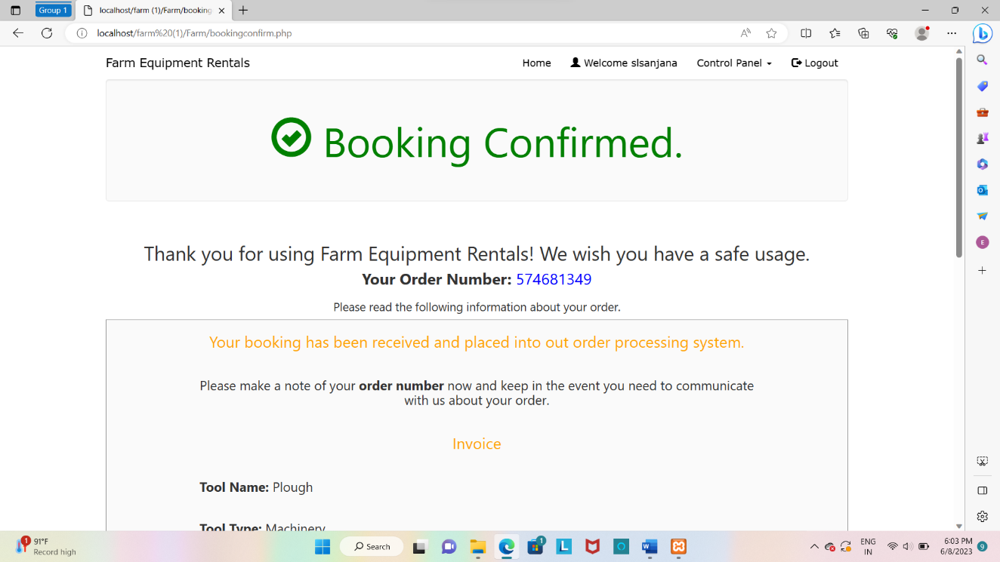 Group 1
localhost/farm (1)/Farm/booking
localhost/farm%20(1)/Farm/bookingconfirm.php
Farm Equipment Rentals
Home
Welcome slsanjana
Control Panel
Logout
Booking Confirmed.
Thank you for using Farm Equipment Rentals! We wish you have a safe usage.
Your Order Number: 574681349
Please read the following information about your order.
Your booking has been received and placed into out order processing system.
Please make a note of your order number now and keep in the event you need to communicate
with us about your order.
Invoice
Tool Name: Plough
Tool Type: Machinery
E
1
91°F
Record high
Search
1
L
W
ENG
IN
6:03 PM
6/8/2023
9